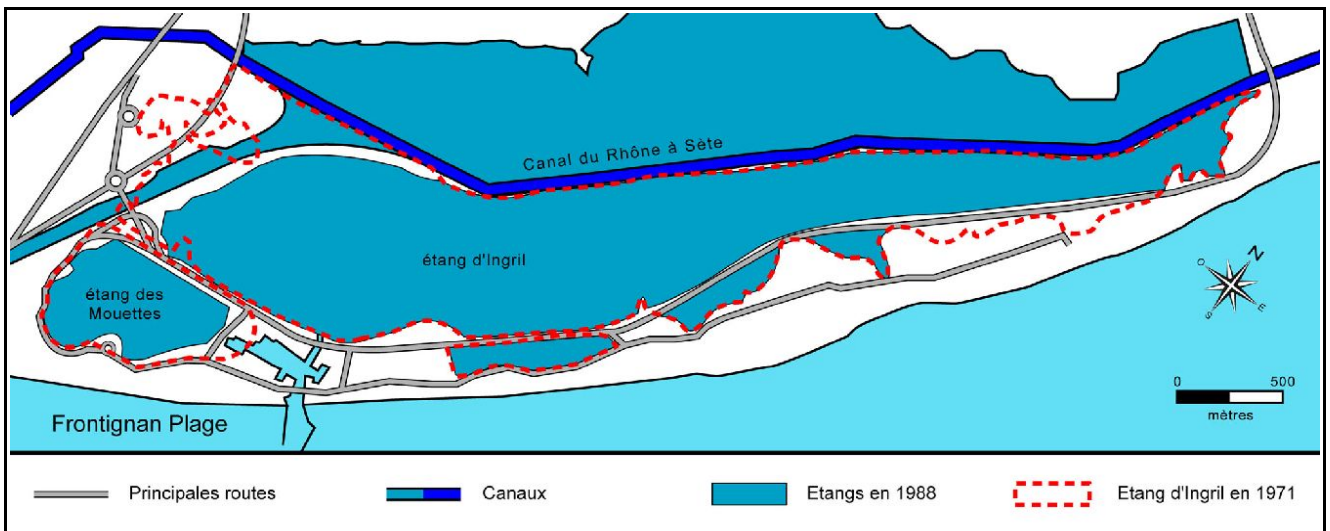 Canal du Rhône à Sète
étang d'Ingril
étang des
Mouettes
N
O
E
S
0 500
mètres
Frontignan Plage
Principales routes
Canaux
Etangs en 1988
Etang d'Ingril en 1971